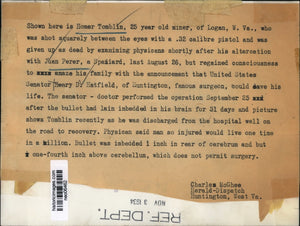 Shown here is Homer Tomblin, 25 year old miner, of Logan, W. Va., who
was shot squarely between the eyes with a .32 calibre pistol and was
given up as dead by examining physicans shortly after his altercation
with Juan Perer, a Spaniard, last August 26, but regained consciousness
to xxxx amaze his family with the announcement that United States
Senator Henry D. Hatfield, of Huntington, famous surgeon, could save his
life. The senator - doctor performed the operation September 25 xxx
after the bullet had lain imbedded in his brain for 31 days and picture
shows Tomblin recently as he was discharged from the hospital well on
the road to recovery. Physican said man so injured would live one time
in a million. Bullet was imbedded 1 inch in rear of cerebrum and but
one-fourth inch above cerebellum, which does not permit surgery.
Charles McGhee
Herald-Dispatch
Huntington, West Va.
REF. DEPT.
NOV 3 1934
historicimages.com